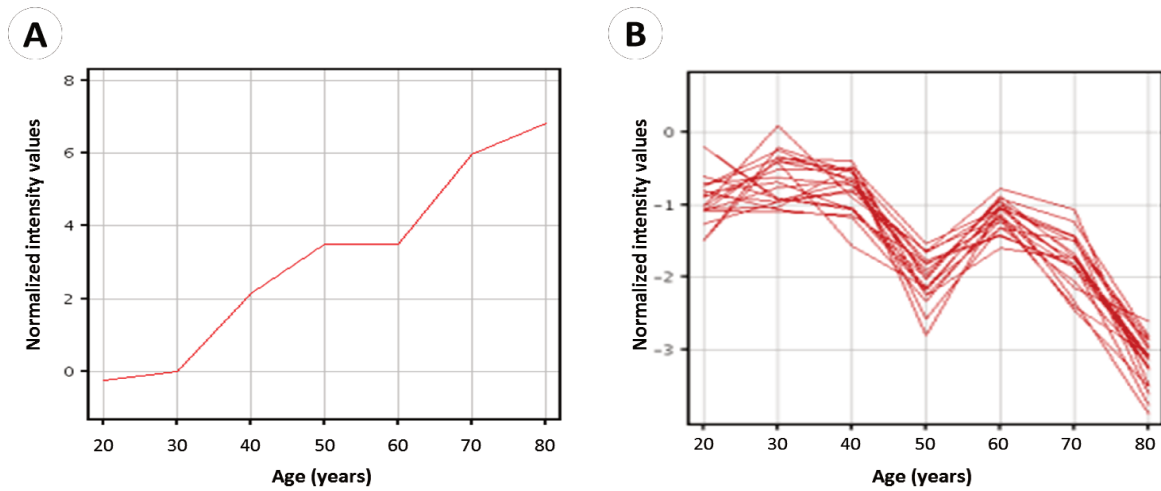 A
8
6
4
2
0
Normalized intensity values
20 30 40 50 60 70 80
Age (years)
B
0
−1
−2
−3
Normalized intensity values
20 30 40 50 60 70 80
Age (years)